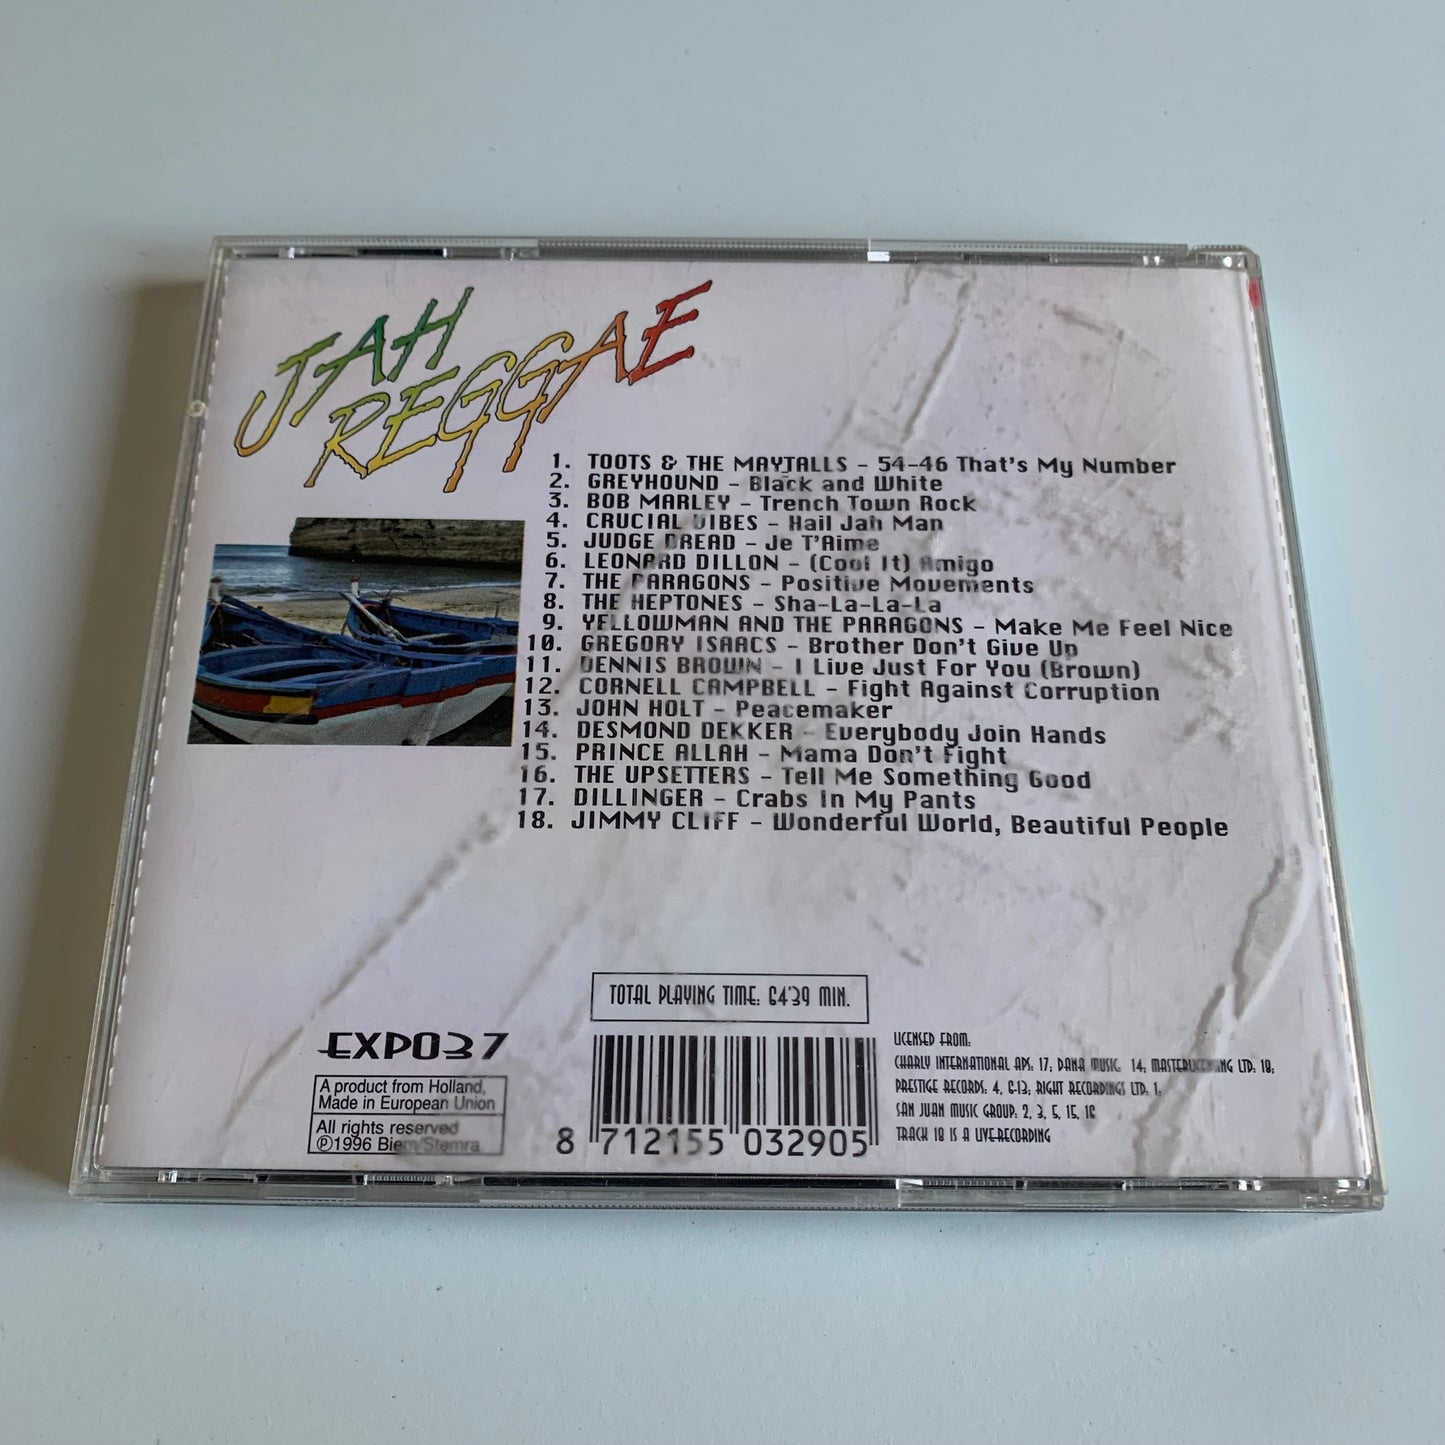 JAH
REGGAE
1. TOOTS & THE MAYTALLS - 54-46 That's My Number
2. GREYHOUND - Black and White
3. BOB MARLEY - Trench Town Rock
4. CRUCIAL VIBES - Hail Jah Man
5. JUDGE DREAD - Je T'Aime
6. LEONARD DILLON - (Cool It) Amigo
7. THE PARAGONS - Positive Movements
8. THE HEPTONES - Sha-La-La-La
9. YELLOWMAN AND THE PARAGONS - Make Me Feel Nice
10. GREGORY ISAACS - Brother Don't Give Up
11. DENNIS BROWN - I Live Just For You (Brown)
12. CORNELL CAMPBELL - Fight Against Corruption
13. JOHN HOLT - Peacemaker
14. DESMOND DEKKER - Everybody Join Hands
15. PRINCE ALLAH - Mama Don't Fight
16. THE UPSETTERS - Tell Me Something Good
17. DILLINGER - Crabs In My Pants
18. JIMMY CLIFF - Wonderful World, Beautiful People
TOTAL PLAYING TIME: 64'39 MIN.
EXP037
A product from Holland,
Made in European Union
All rights reserved
℗1996 Biem/Stemra
8 712155 032905
LICENSED FROM:
CHARLY INTERNATIONAL APS: 17; DANA MUSIC: 14; MASTERLICENSING LTD: 18;
PRESTIGE RECORDS: 4, 6-13; RIGHT RECORDINGS LTD: 1;
SAN JUAN MUSIC GROUP: 2, 3, 5, 15, 16
TRACK 18 IS A LIVE-RECORDING